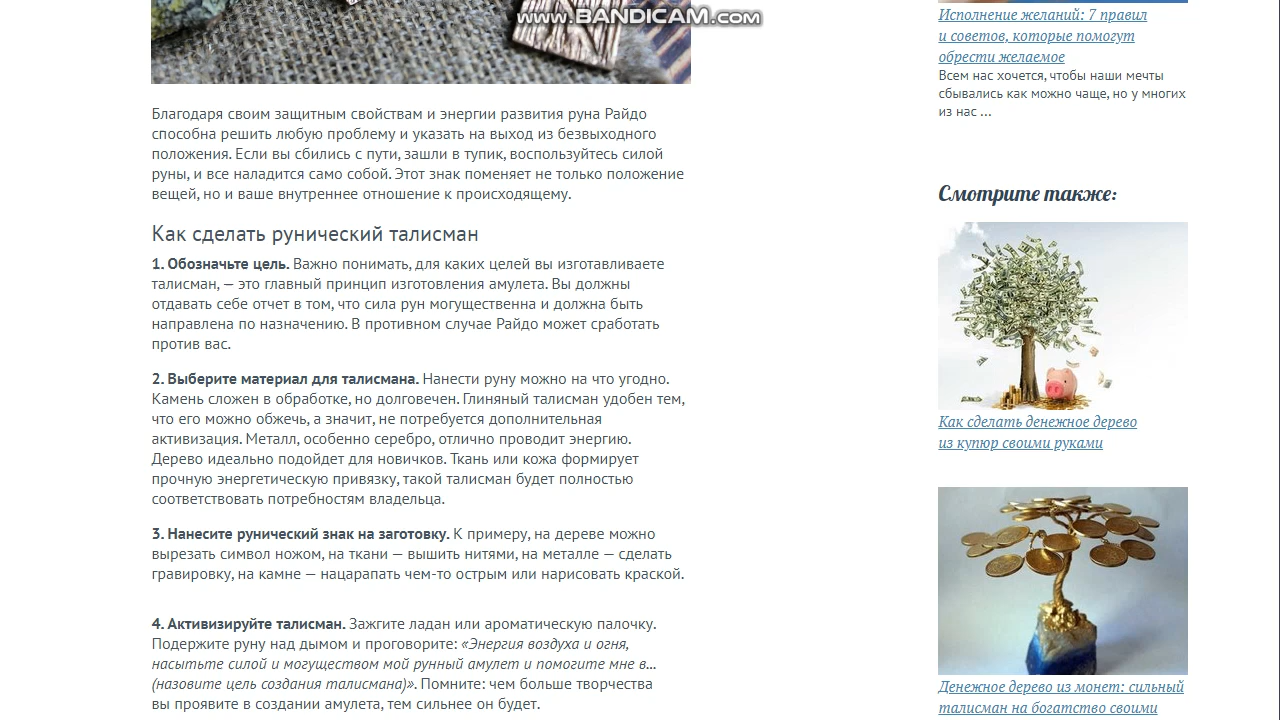 www.BANDICAM.com
Благодаря своим защитным свойствам и энергии развития руна Райдо
способна решить любую проблему и указать на выход из безвыходного
положения. Если вы сбились с пути, зашли в тупик, воспользуйтесь силой
руны, и все наладится само собой. Этот знак поменяет не только положение
вещей, но и ваше внутреннее отношение к происходящему.
Как сделать рунический талисман
1. Обозначьте цель. Важно понимать, для каких целей вы изготавливаете
талисман, — это главный принцип изготовления амулета. Вы должны
отдавать себе отчет в том, что сила рун могущественна и должна быть
направлена по назначению. В противном случае Райдо может сработать
против вас.
2. Выберите материал для талисмана. Нанести руну можно на что угодно.
Камень сложен в обработке, но долговечен. Глиняный талисман удобен тем,
что его можно обжечь, а значит, не потребуется дополнительная
активизация. Металл, особенно серебро, отлично проводит энергию.
Дерево идеально подойдет для новичков. Ткань или кожа формирует
прочную энергетическую привязку, такой талисман будет полностью
соответствовать потребностям владельца.
3. Нанесите рунический знак на заготовку. К примеру, на дереве можно
вырезать символ ножом, на ткани — вышить нитями, на металле — сделать
гравировку, на камне — нацарапать чем-то острым или нарисовать краской.
4. Активизируйте талисман. Зажгите ладан или ароматическую палочку.
Подержите руну над дымом и проговорите: «Энергия воздуха и огня,
насытьте силой и могуществом мой рунный амулет и помогите мне в...
(назовите цель создания талисмана)». Помните: чем больше творчества
вы проявите в создании амулета, тем сильнее он будет.
Исполнение желаний: 7 правил
и советов, которые помогут
обрести желаемое
Всем нас хочется, чтобы наши мечты
сбывались как можно чаще, но у многих
из нас ...
Смотрите также:
Как сделать денежное дерево
из купюр своими руками
Денежное дерево из монет: сильный
талисман на богатство своими